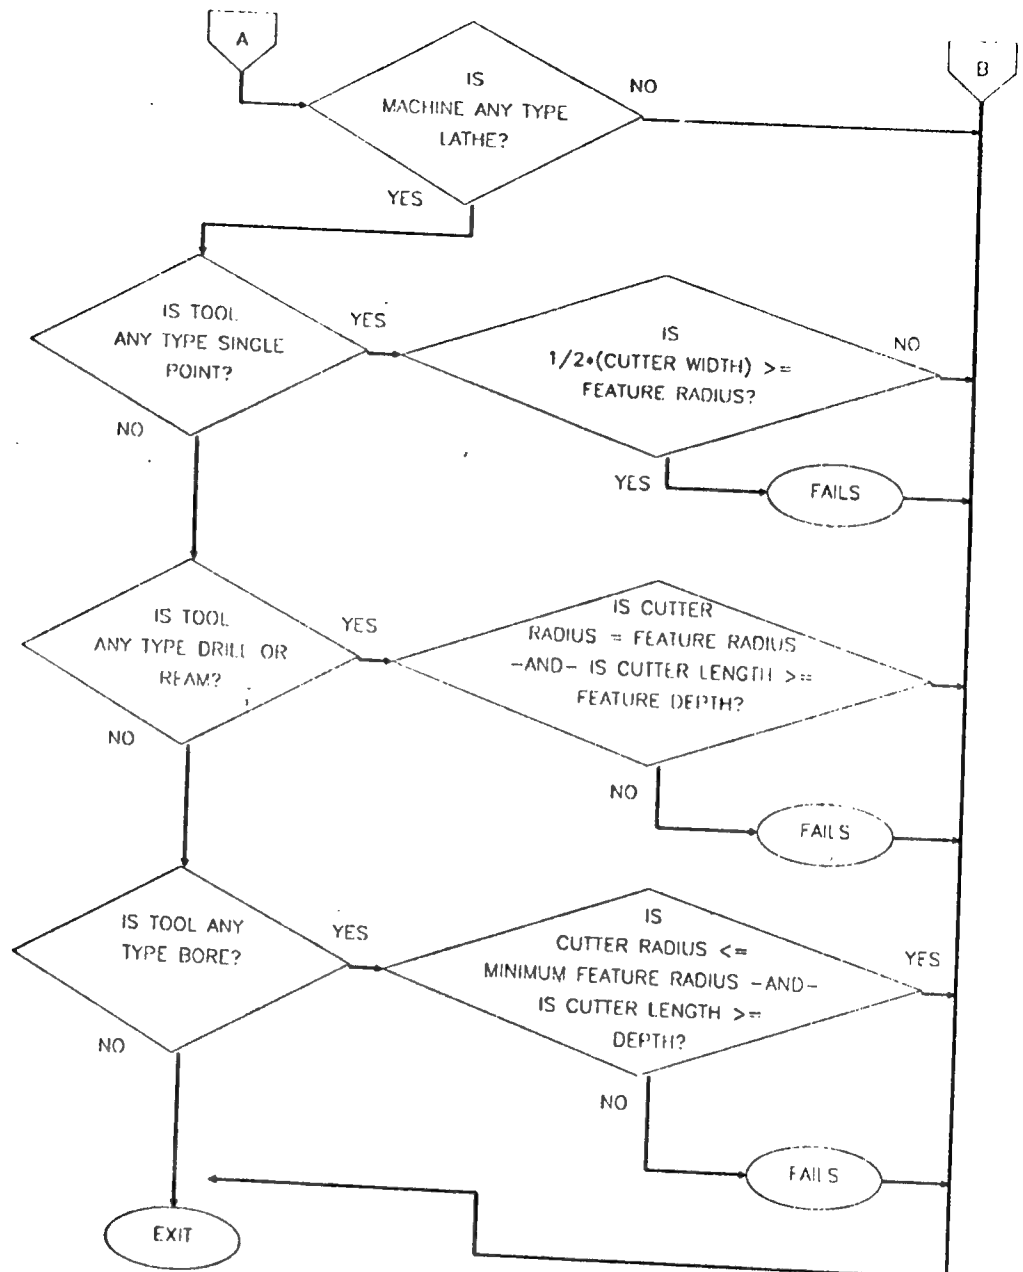 A
B
IS
MACHINE ANY TYPE
LATHE?
NO
YES
IS TOOL
ANY TYPE SINGLE
POINT?
YES
NO
IS
1/2•(CUTTER WIDTH) >=
FEATURE RADIUS?
NO
YES
FAILS
IS TOOL
ANY TYPE DRILL OR
REAM?
YES
NO
IS CUTTER
RADIUS = FEATURE RADIUS
-AND- IS CUTTER LENGTH >=
FEATURE DEPTH?
NO
FAILS
IS TOOL ANY
TYPE BORE?
YES
NO
IS
CUTTER RADIUS <=
MINIMUM FEATURE RADIUS -AND-
IS CUTTER LENGTH >=
DEPTH?
YES
NO
FAILS
EXIT